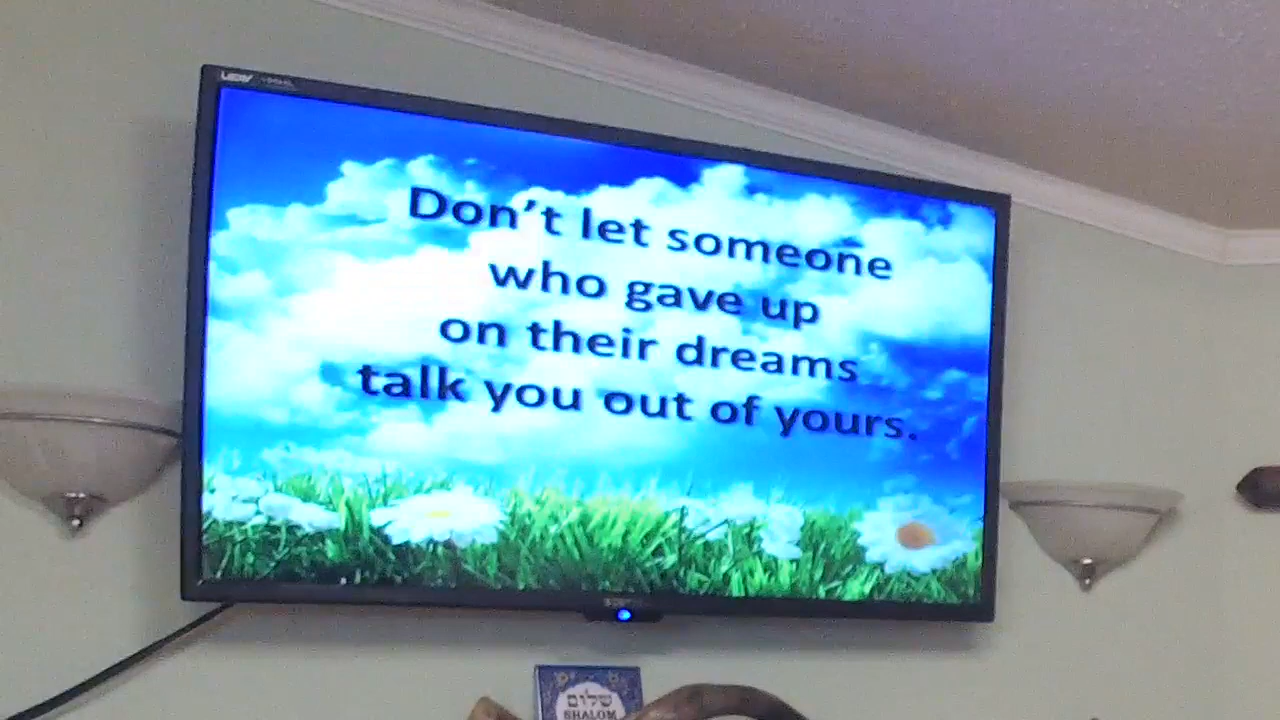 Don't let someone
who gave up
on their dreams
talk you out of yours.
שלום
SHALOM